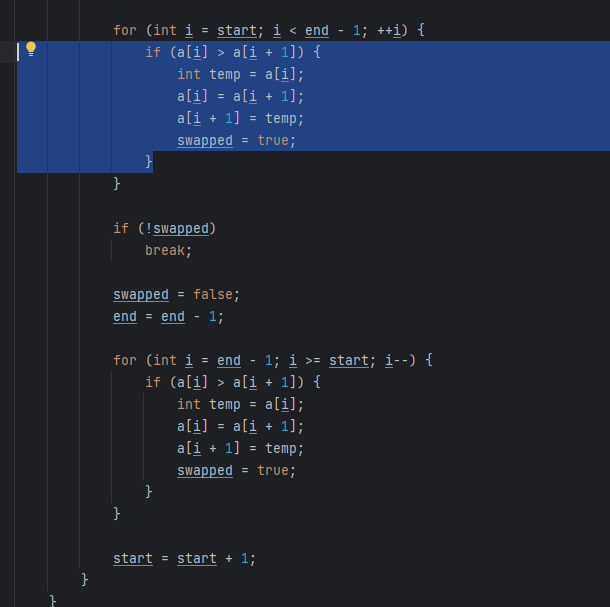 for (int i = start; i < end - 1; ++i) {
if (a[i] > a[i + 1]) {
int temp = a[i];
a[i] = a[i + 1];
a[i + 1] = temp;
swapped = true;
}
}
if (!swapped)
break;
swapped = false;
end = end - 1;
for (int i = end - 1; i >= start; i--) {
if (a[i] > a[i + 1]) {
int temp = a[i];
a[i] = a[i + 1];
a[i + 1] = temp;
swapped = true;
}
}
start = start + 1;
}
}